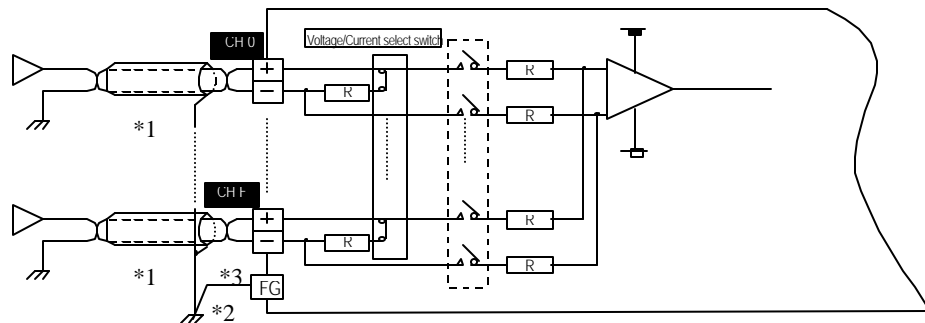 CH 0
Voltage/Current select switch
+
−
R
R
R
*1
CH F
+
−
R
R
R
*1
*3
FG
*2